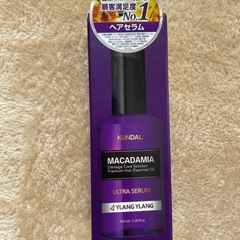 顧客満足度
No.1
ヘアセラム
KUNDAL
MACADAMIA
Damage Care Solution
Premium Hair Essential Oil
ULTRA SERUM
YLANG YLANG